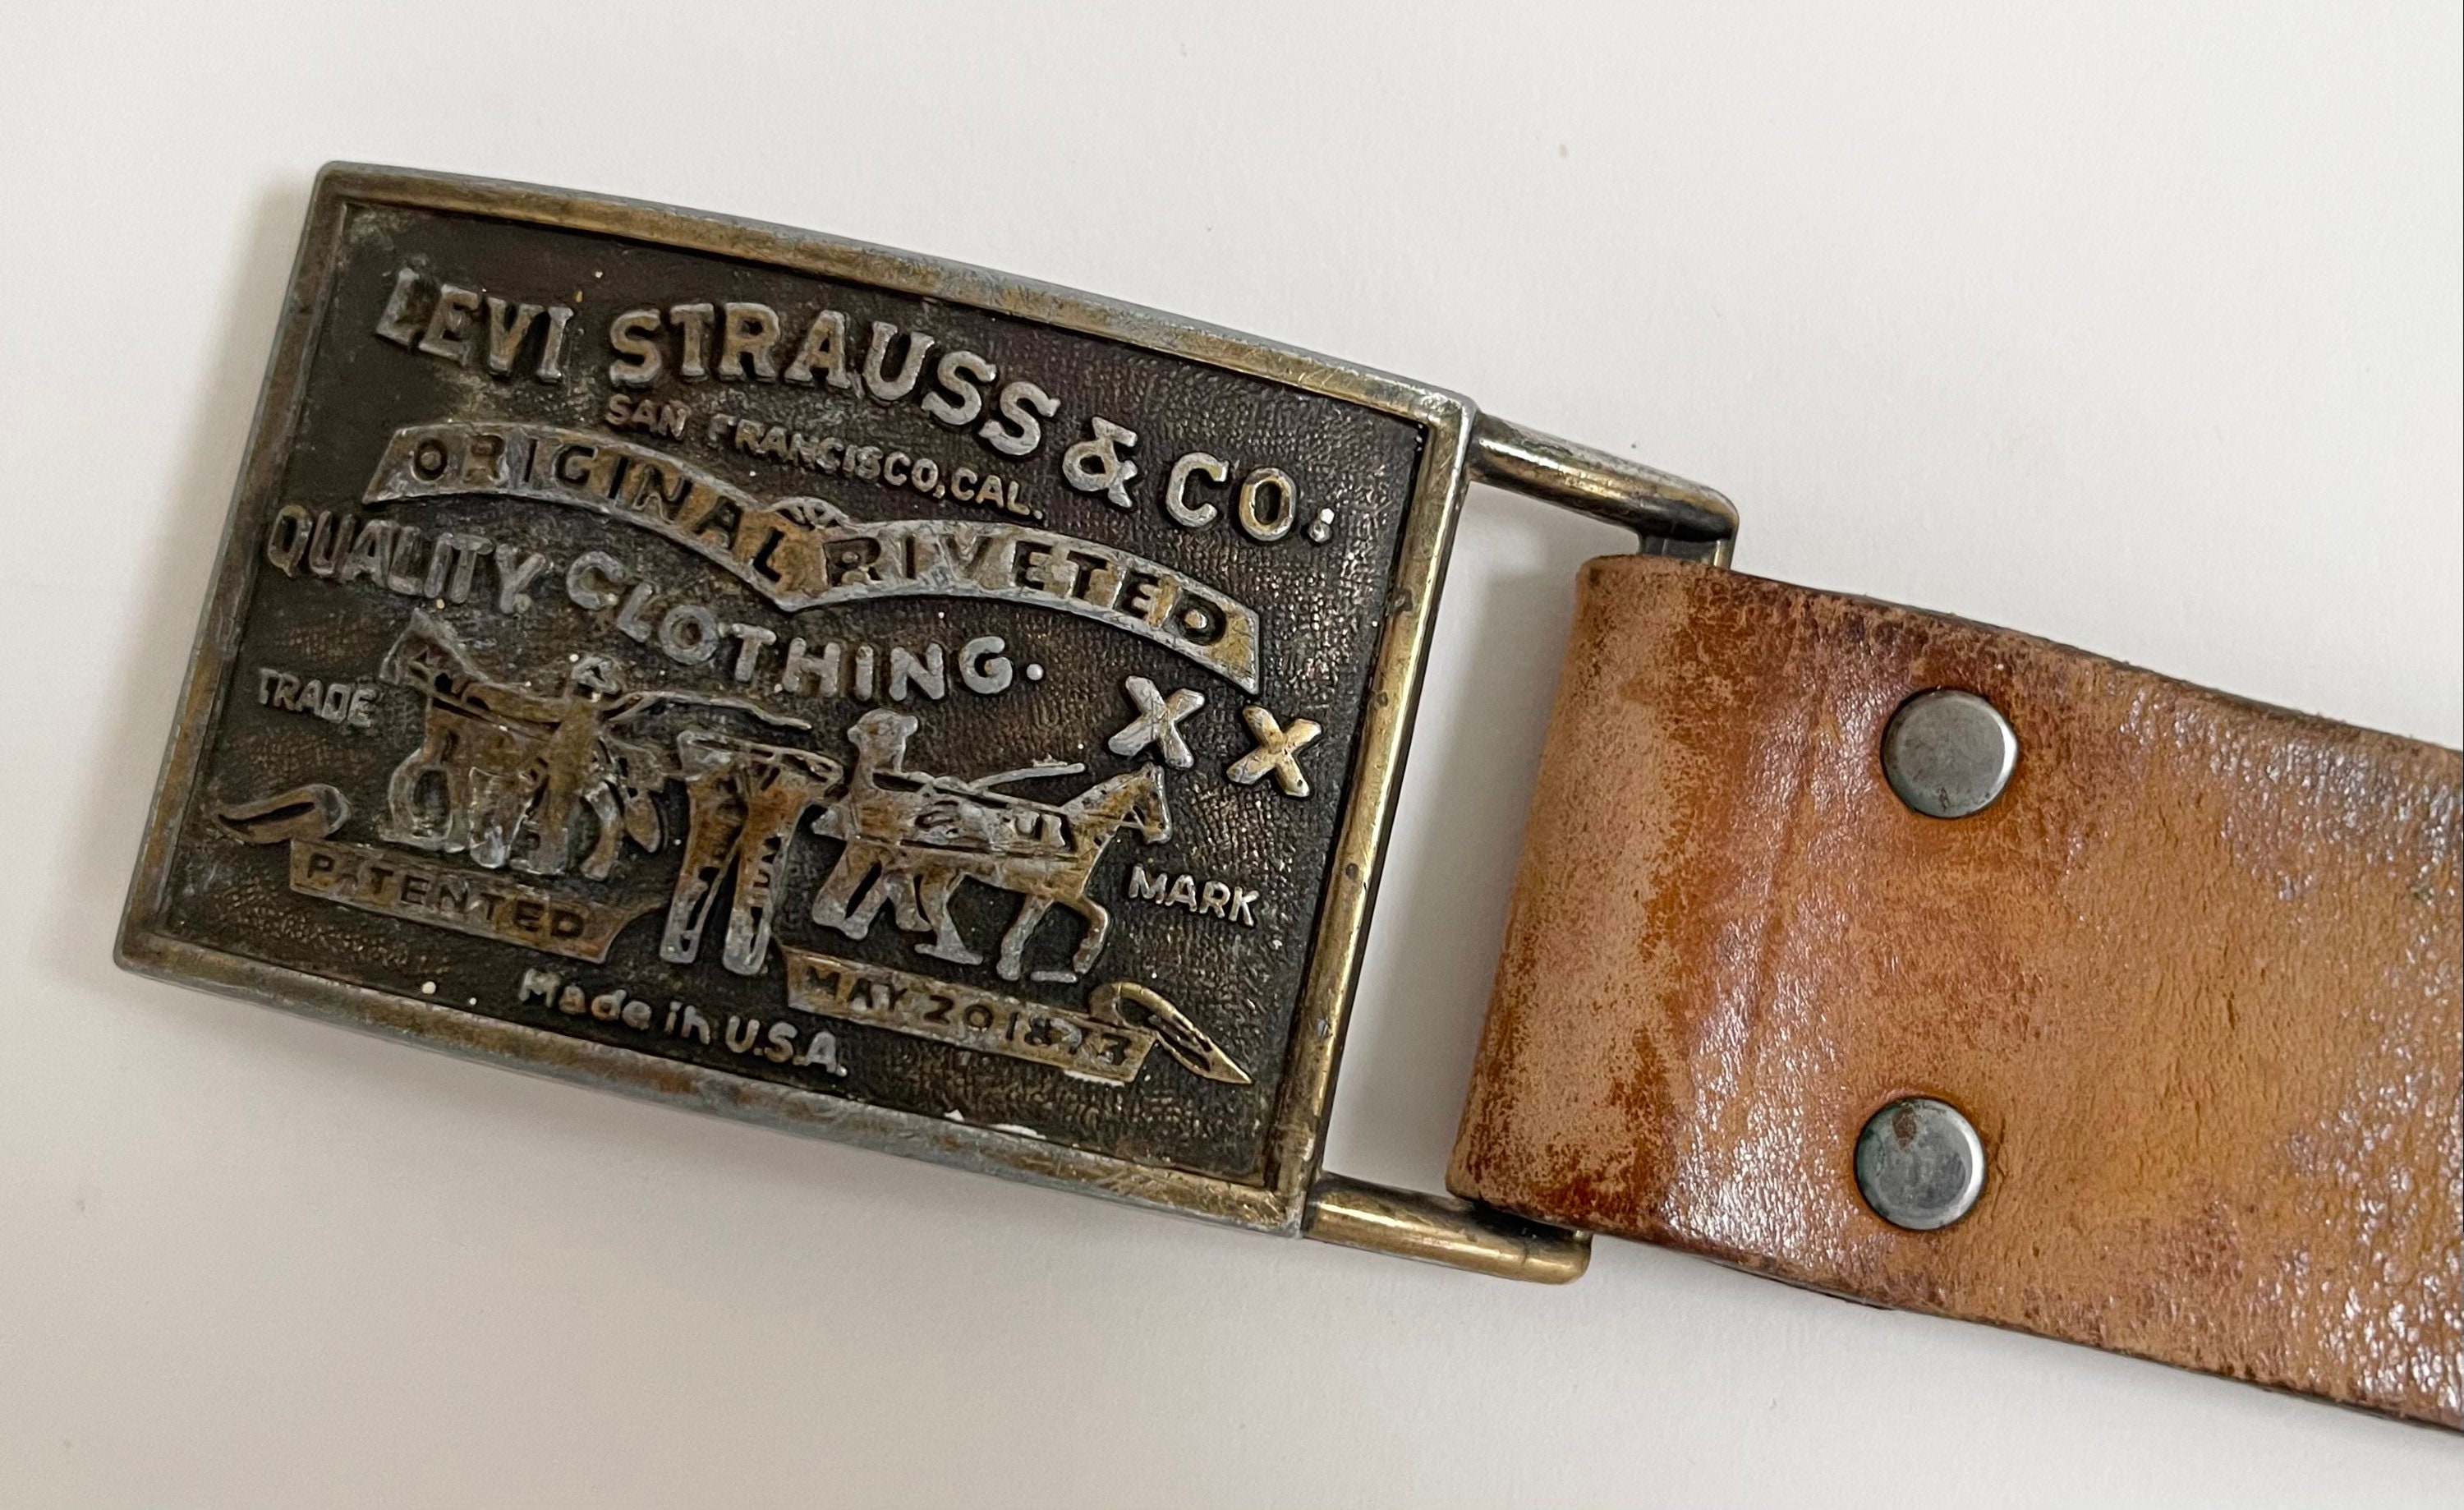 LEVI STRAUSS & CO:
SAN FRANCISCO, CAL.
ORIGINAL RIVETED
QUALITY CLOTHING.
XX
TRADE MARK
PATENTED
MAY 20 1873
Made in U.S.A.